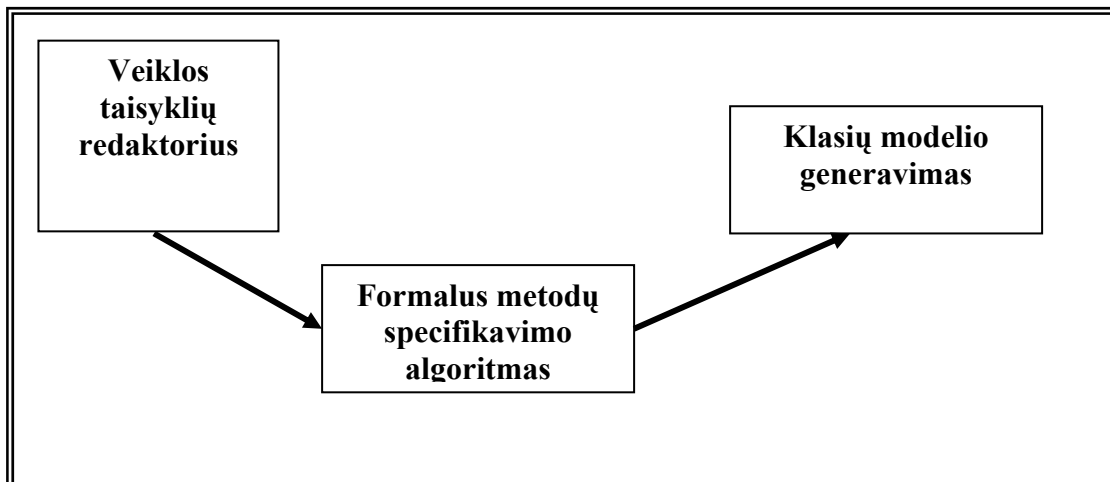 Veiklos
taisyklių
redaktorius
Klasių modelio
generavimas
Formalus metodų
specifikavimo
algoritmas